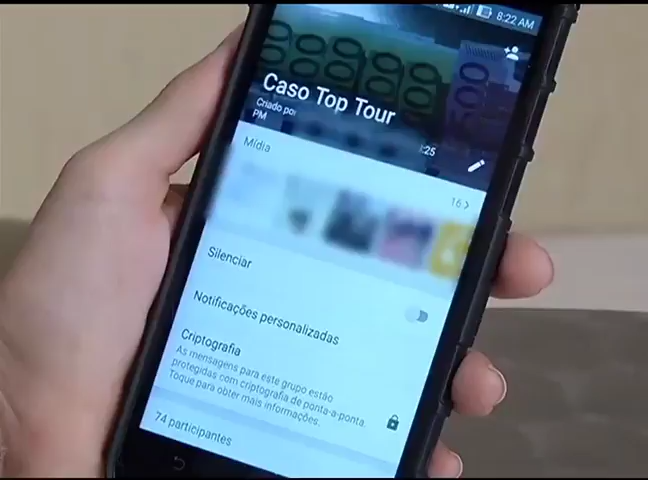 8:22 AM
Caso Top Tour
Criado por
PM
:25
Mídia
16 >
Silenciar
Notificações personalizadas
Criptografia
As mensagens para este grupo estão
protegidas com criptografia de ponta-a-ponta.
Toque para obter mais informações.
74 participantes